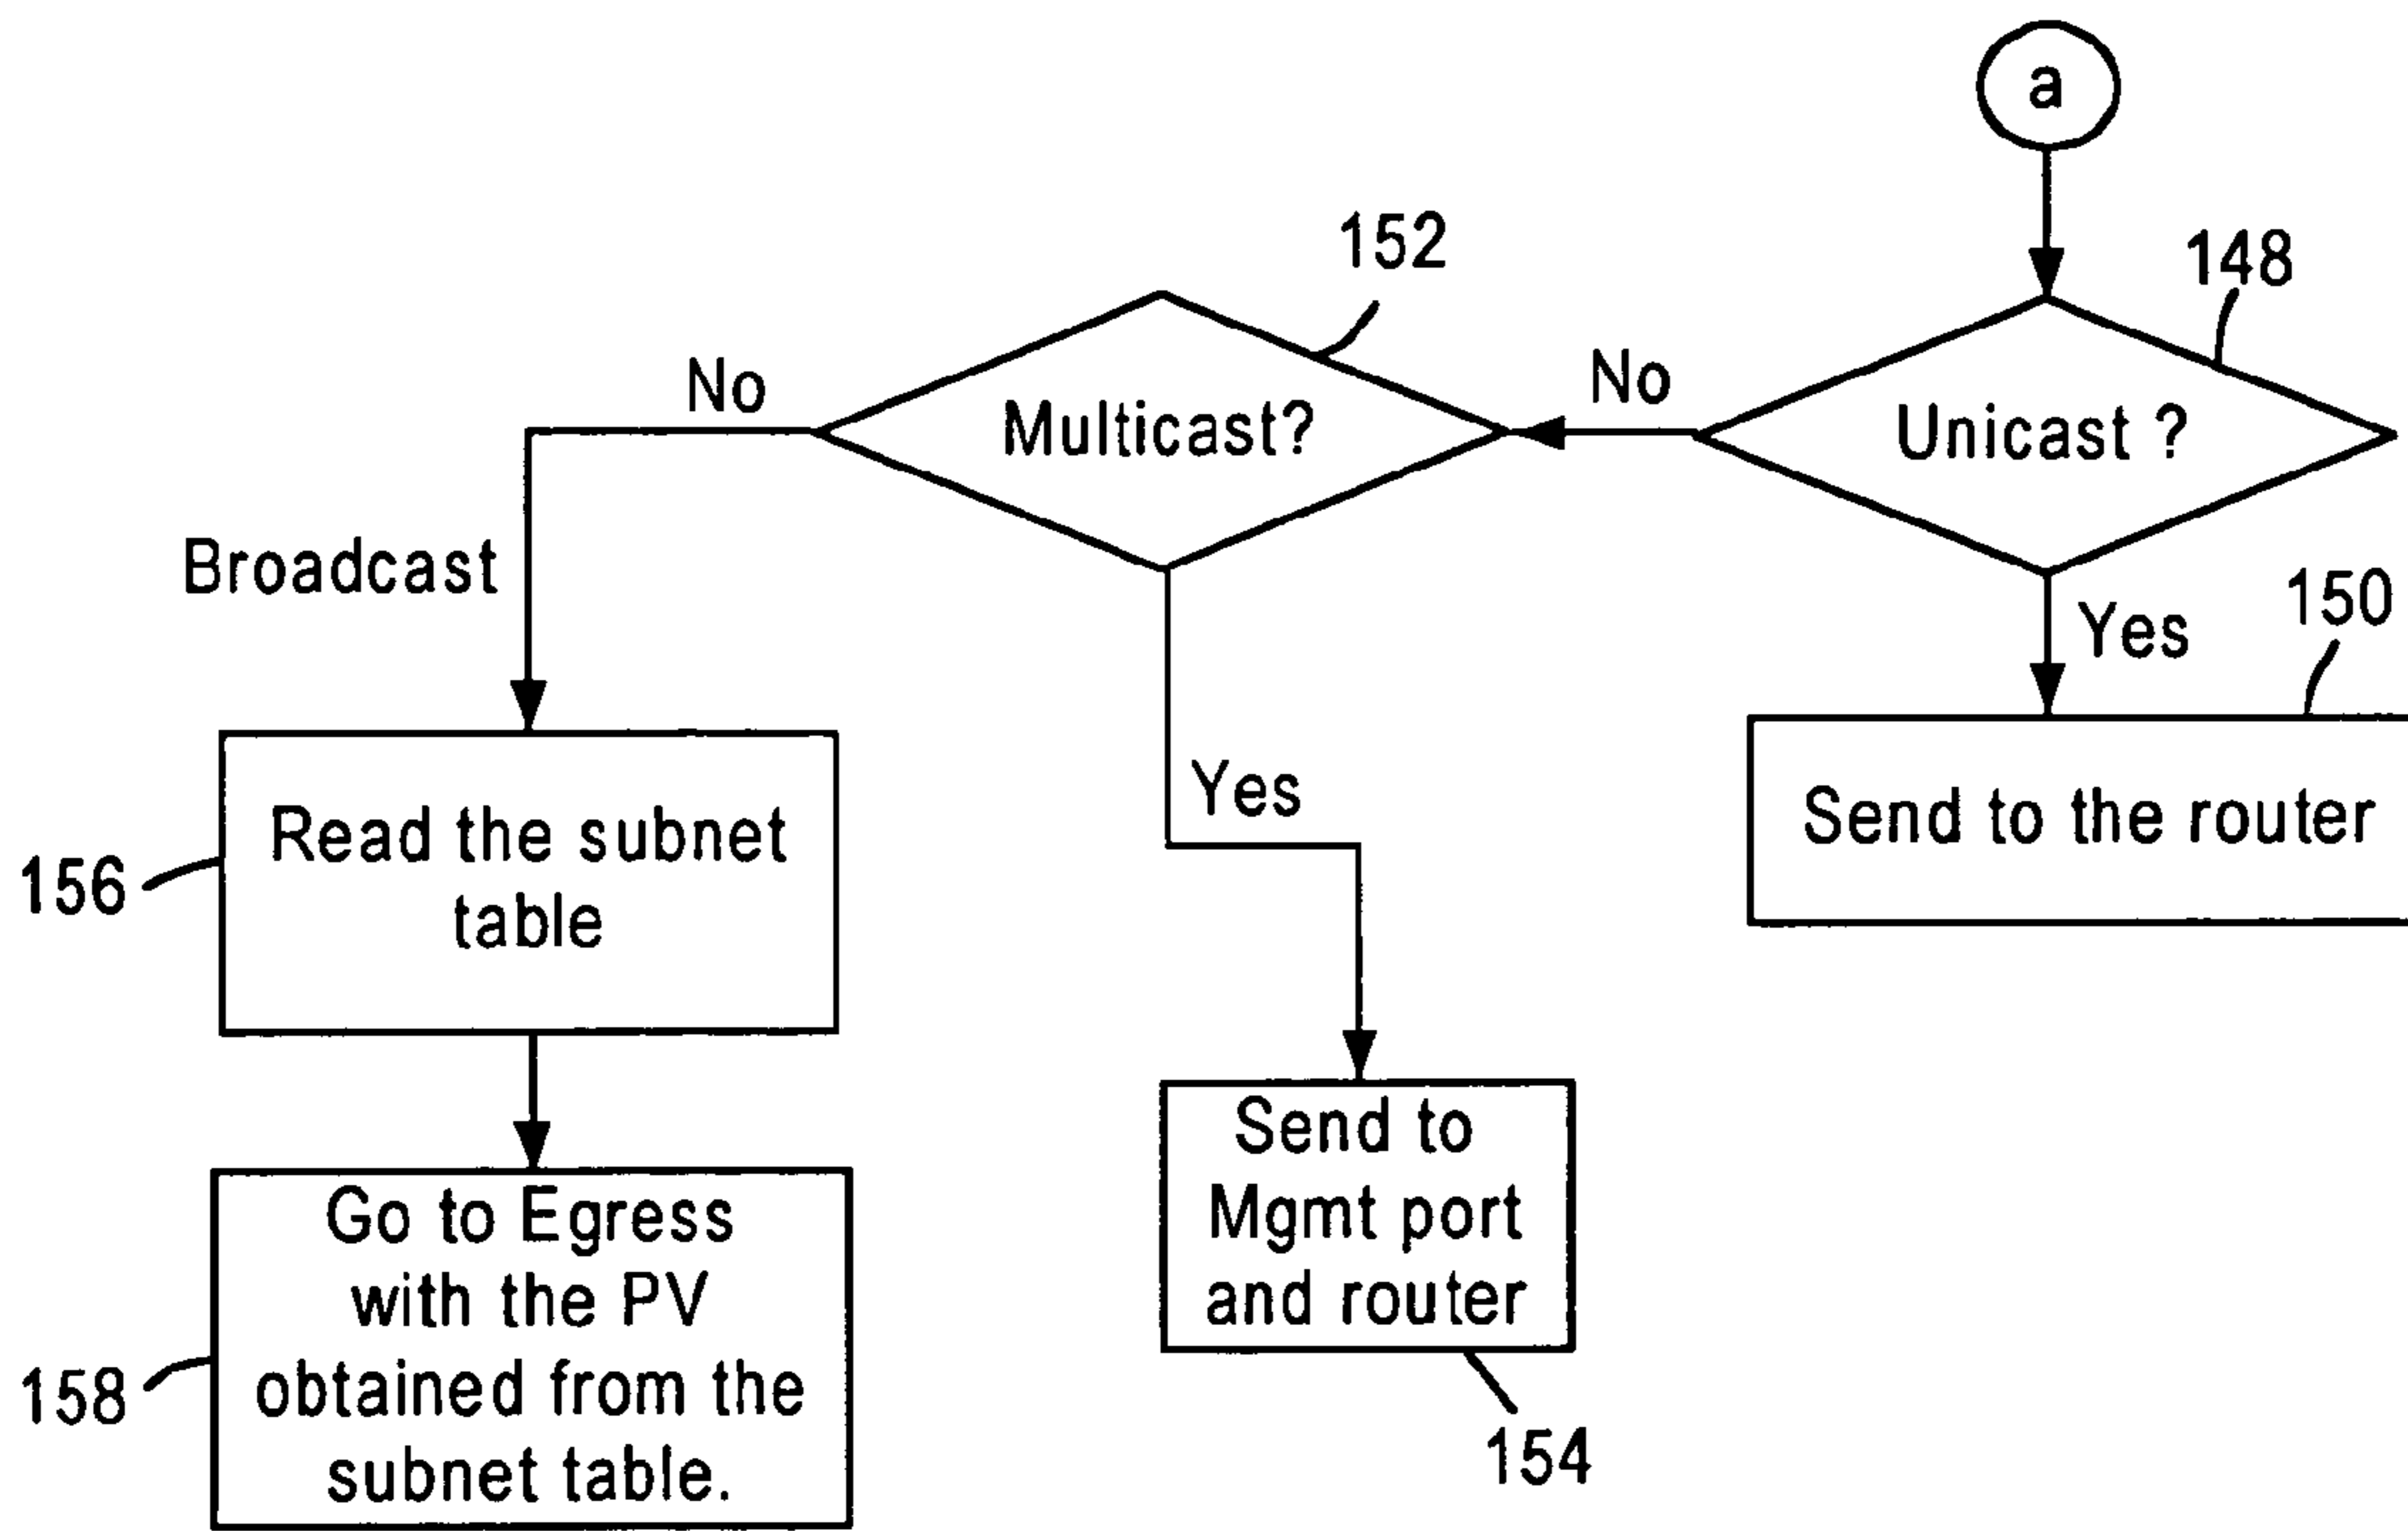 a
148
Unicast ?
No
152
Multicast?
No
Broadcast
Yes
150
Send to the router
Yes
Send to
Mgmt port
and router
154
156
Read the subnet
table
158
Go to Egress
with the PV
obtained from the
subnet table.